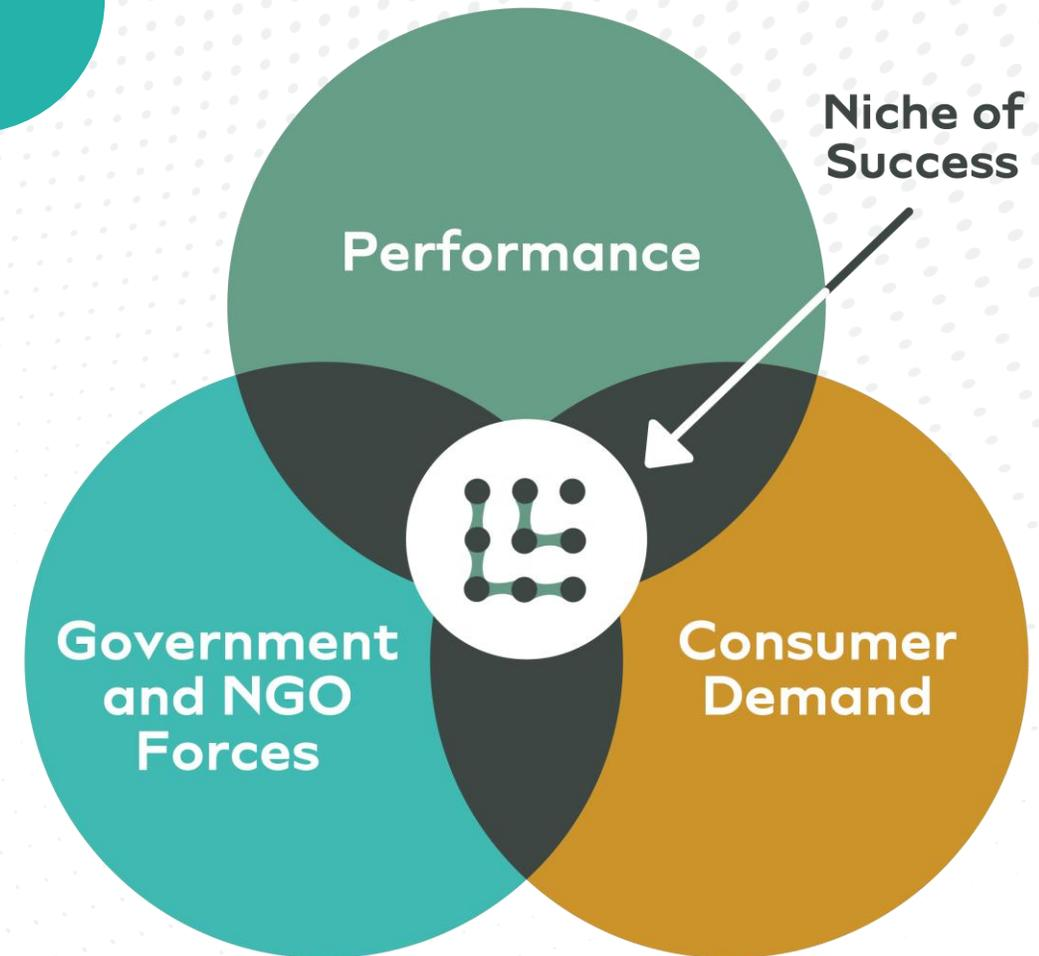 Niche of
Success
Performance
Government
and NGO
Forces
Consumer
Demand